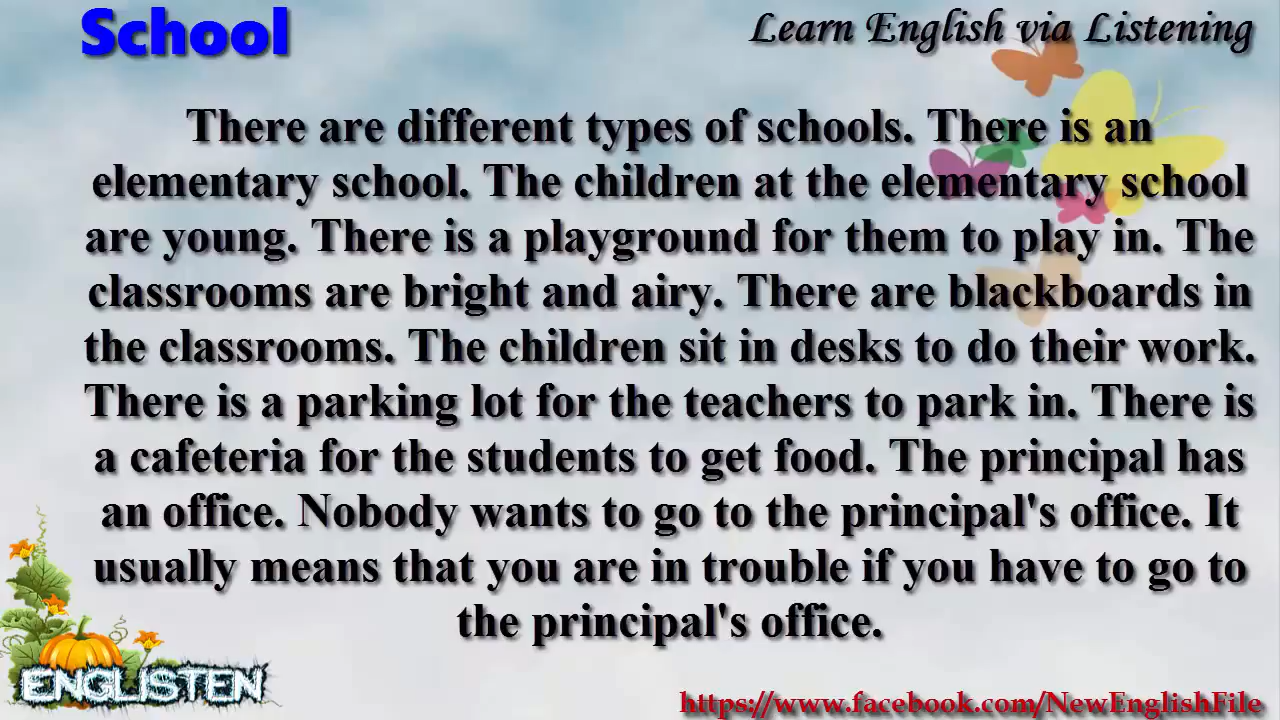 School
Learn English via Listening
There are different types of schools. There is an
elementary school. The children at the elementary school
are young. There is a playground for them to play in. The
classrooms are bright and airy. There are blackboards in
the classrooms. The children sit in desks to do their work.
There is a parking lot for the teachers to park in. There is
a cafeteria for the students to get food. The principal has
an office. Nobody wants to go to the principal's office. It
usually means that you are in trouble if you have to go to
the principal's office.
ENGLISTEN
https://www.facebook.com/NewEnglishFile